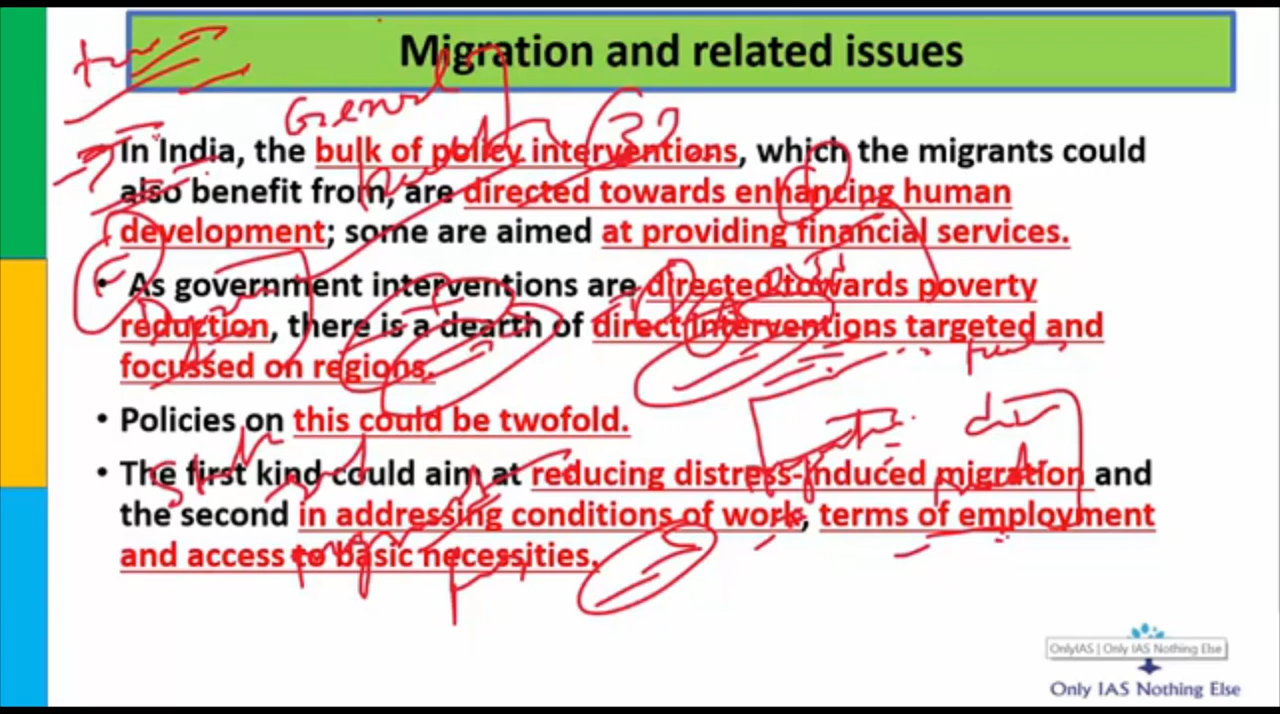 Migration and related issues
In India, the bulk of policy interventions, which the migrants could
also benefit from, are directed towards enhancing human
development; some are aimed at providing financial services.
• As government interventions are directed towards poverty
reduction, there is a dearth of direct interventions targeted and
focussed on regions.
• Policies on this could be twofold.
• The first kind could aim at reducing distress-induced migration and
the second in addressing conditions of work, terms of employment
and access to basic necessities.
OnlyIAS | Only IAS Nothing Else
Only IAS Nothing Else